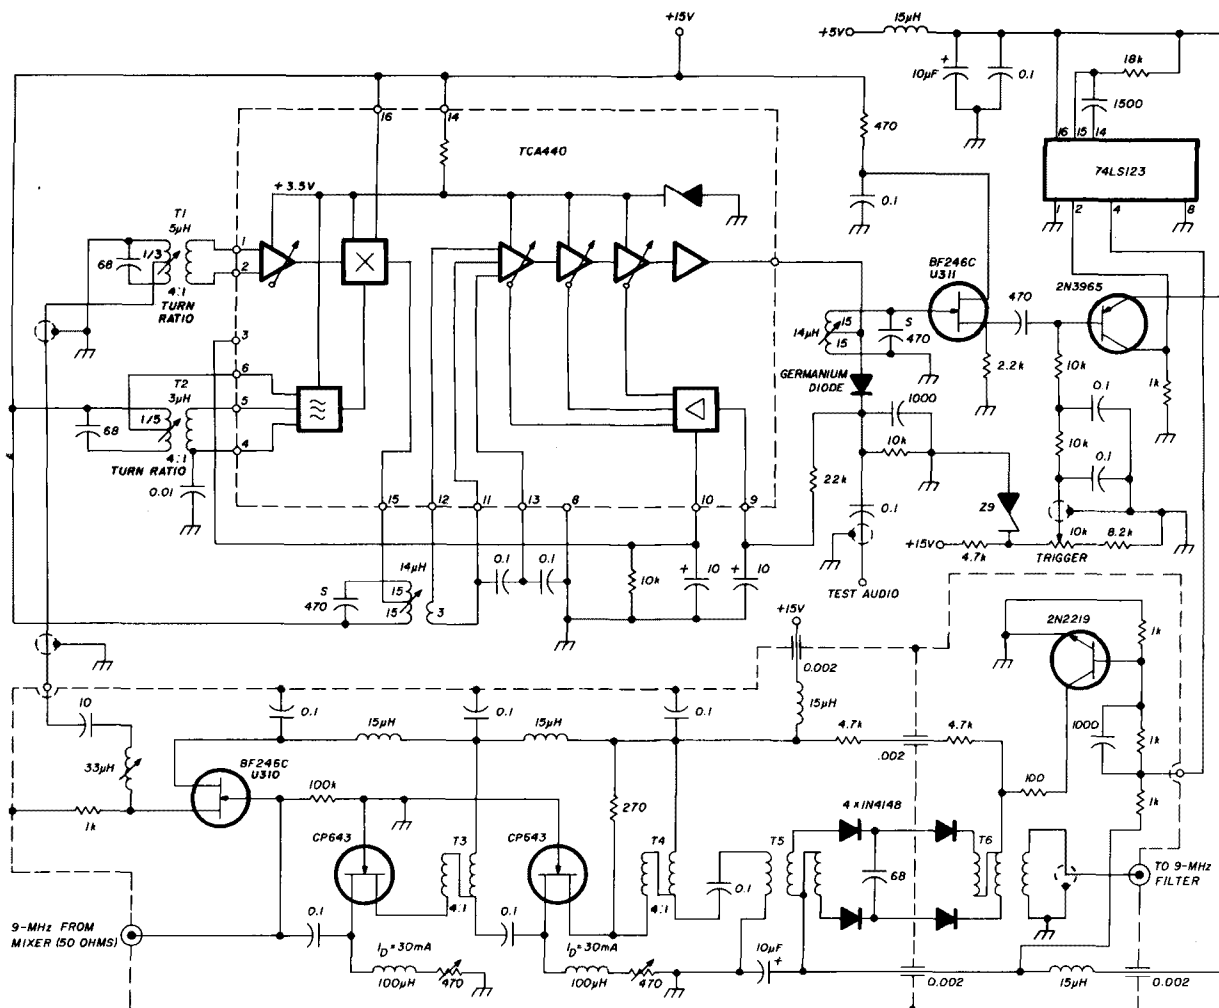 +15V
+5V
15µH
+
10µF
0.1
18k
1500
16
15
14
74LS123
1
2
4
8
16
14
TCA440
470
0.1
+3.5V
T1
5µH
68
1/3
4:1
TURN
RATIO
1
2
3
6
5
4
T2
3µH
68
1/5
4:1
TURN RATIO
0.01
BF246C
U311
470
2N3965
14µH
15
15
S
470
2.2k
10k
1k
GERMANIUM
DIODE
1000
0.1
10k
10k
22k
0.1
0.1
Z9
15
12
11
13
8
10
9
+15V
4.7k
10k
8.2k
TRIGGER
14µH
S
470
15
15
3
0.1
0.1
10k
+
10
+
10
TEST AUDIO
+15V
0.002
2N2219
1k
10
0.1
0.1
0.1
15µH
15µH
15µH
4.7k
4.7k
.002
1000
1k
33µH
BF246C
U310
100k
100
1k
1k
270
4 x 1N4148
CP643
T3
CP643
T4
T5
T6
4:1
4:1
0.1
68
TO 9-MHz
FILTER
9-MHz FROM
MIXER (50 OHMS)
0.1
0.1
ID = 30mA
ID = 30mA
10µF
+
100µH
470
100µH
470
0.002
15µH
0.002